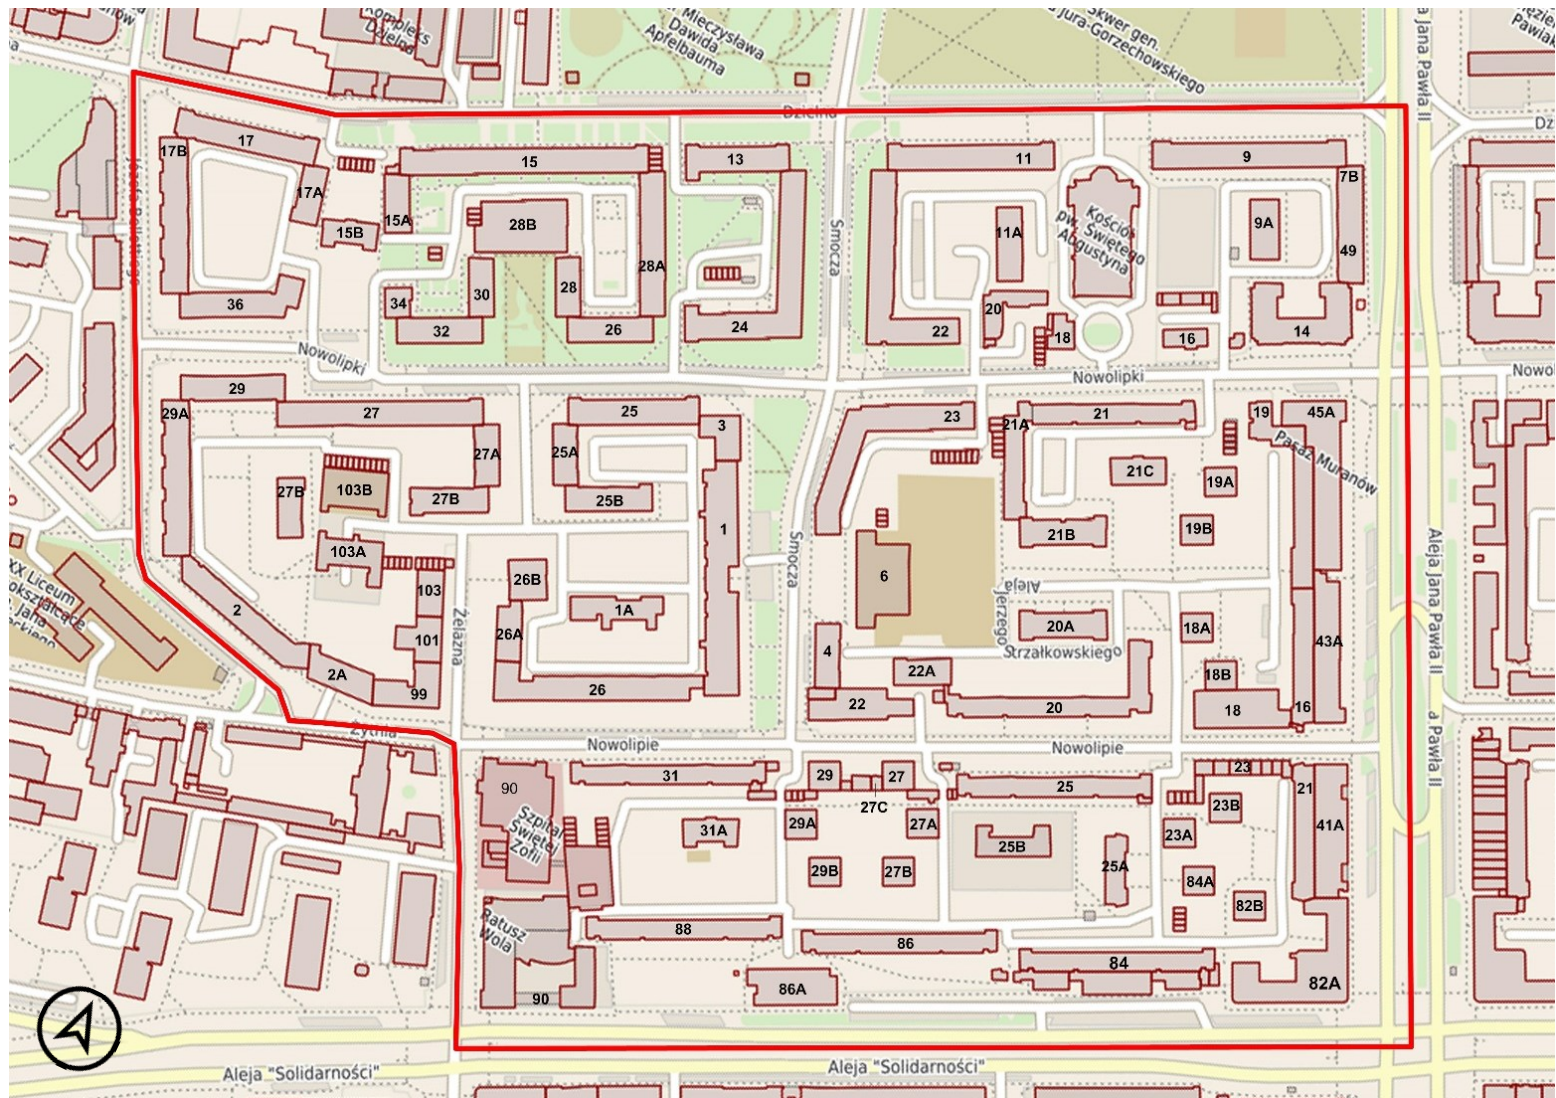 Kompleks
Dzielna
Mieczysława
Dawida
Apfelbauma
Skwer gen.
Jura-Gorzechowskiego
a Jana Pawła II
Pawiak
Dzielna
Dz
17B
17
17A
15B
15
15A
28B
28A
34
30
28
32
26
36
13
24
11
11A
20
22
18
16
9
7B
9A
49
14
Kościół
pw. Świętego
Augustyna
Smocza
Józefa Bellottiego
Nowolipki
Nowolipki
Nowol
29
29A
27
27A
27B
27B
103B
103A
103
101
99
2
2A
25
25A
25B
3
1
26B
26A
26
1A
Żelazna
Smocza
23
21A
21
21C
21B
19
45A
Pasaż Muranów
19A
19B
6
4
22
22A
Aleja
Jerzego
Strzałkowskiego
20A
20
18A
18B
18
16
43A
Aleja Jana Pawła II
XX Liceum
Jana
Żytnia
Nowolipie
Nowolipie
90
Szpital
Świętej
Zofii
Ratusz
Wola
90
31
31A
29
27
27C
29A
27A
29B
27B
25
25B
25A
23
23A
23B
84A
82B
21
41A
88
86
86A
84
82A
a Pawła II
Aleja "Solidarności"
Aleja "Solidarności"